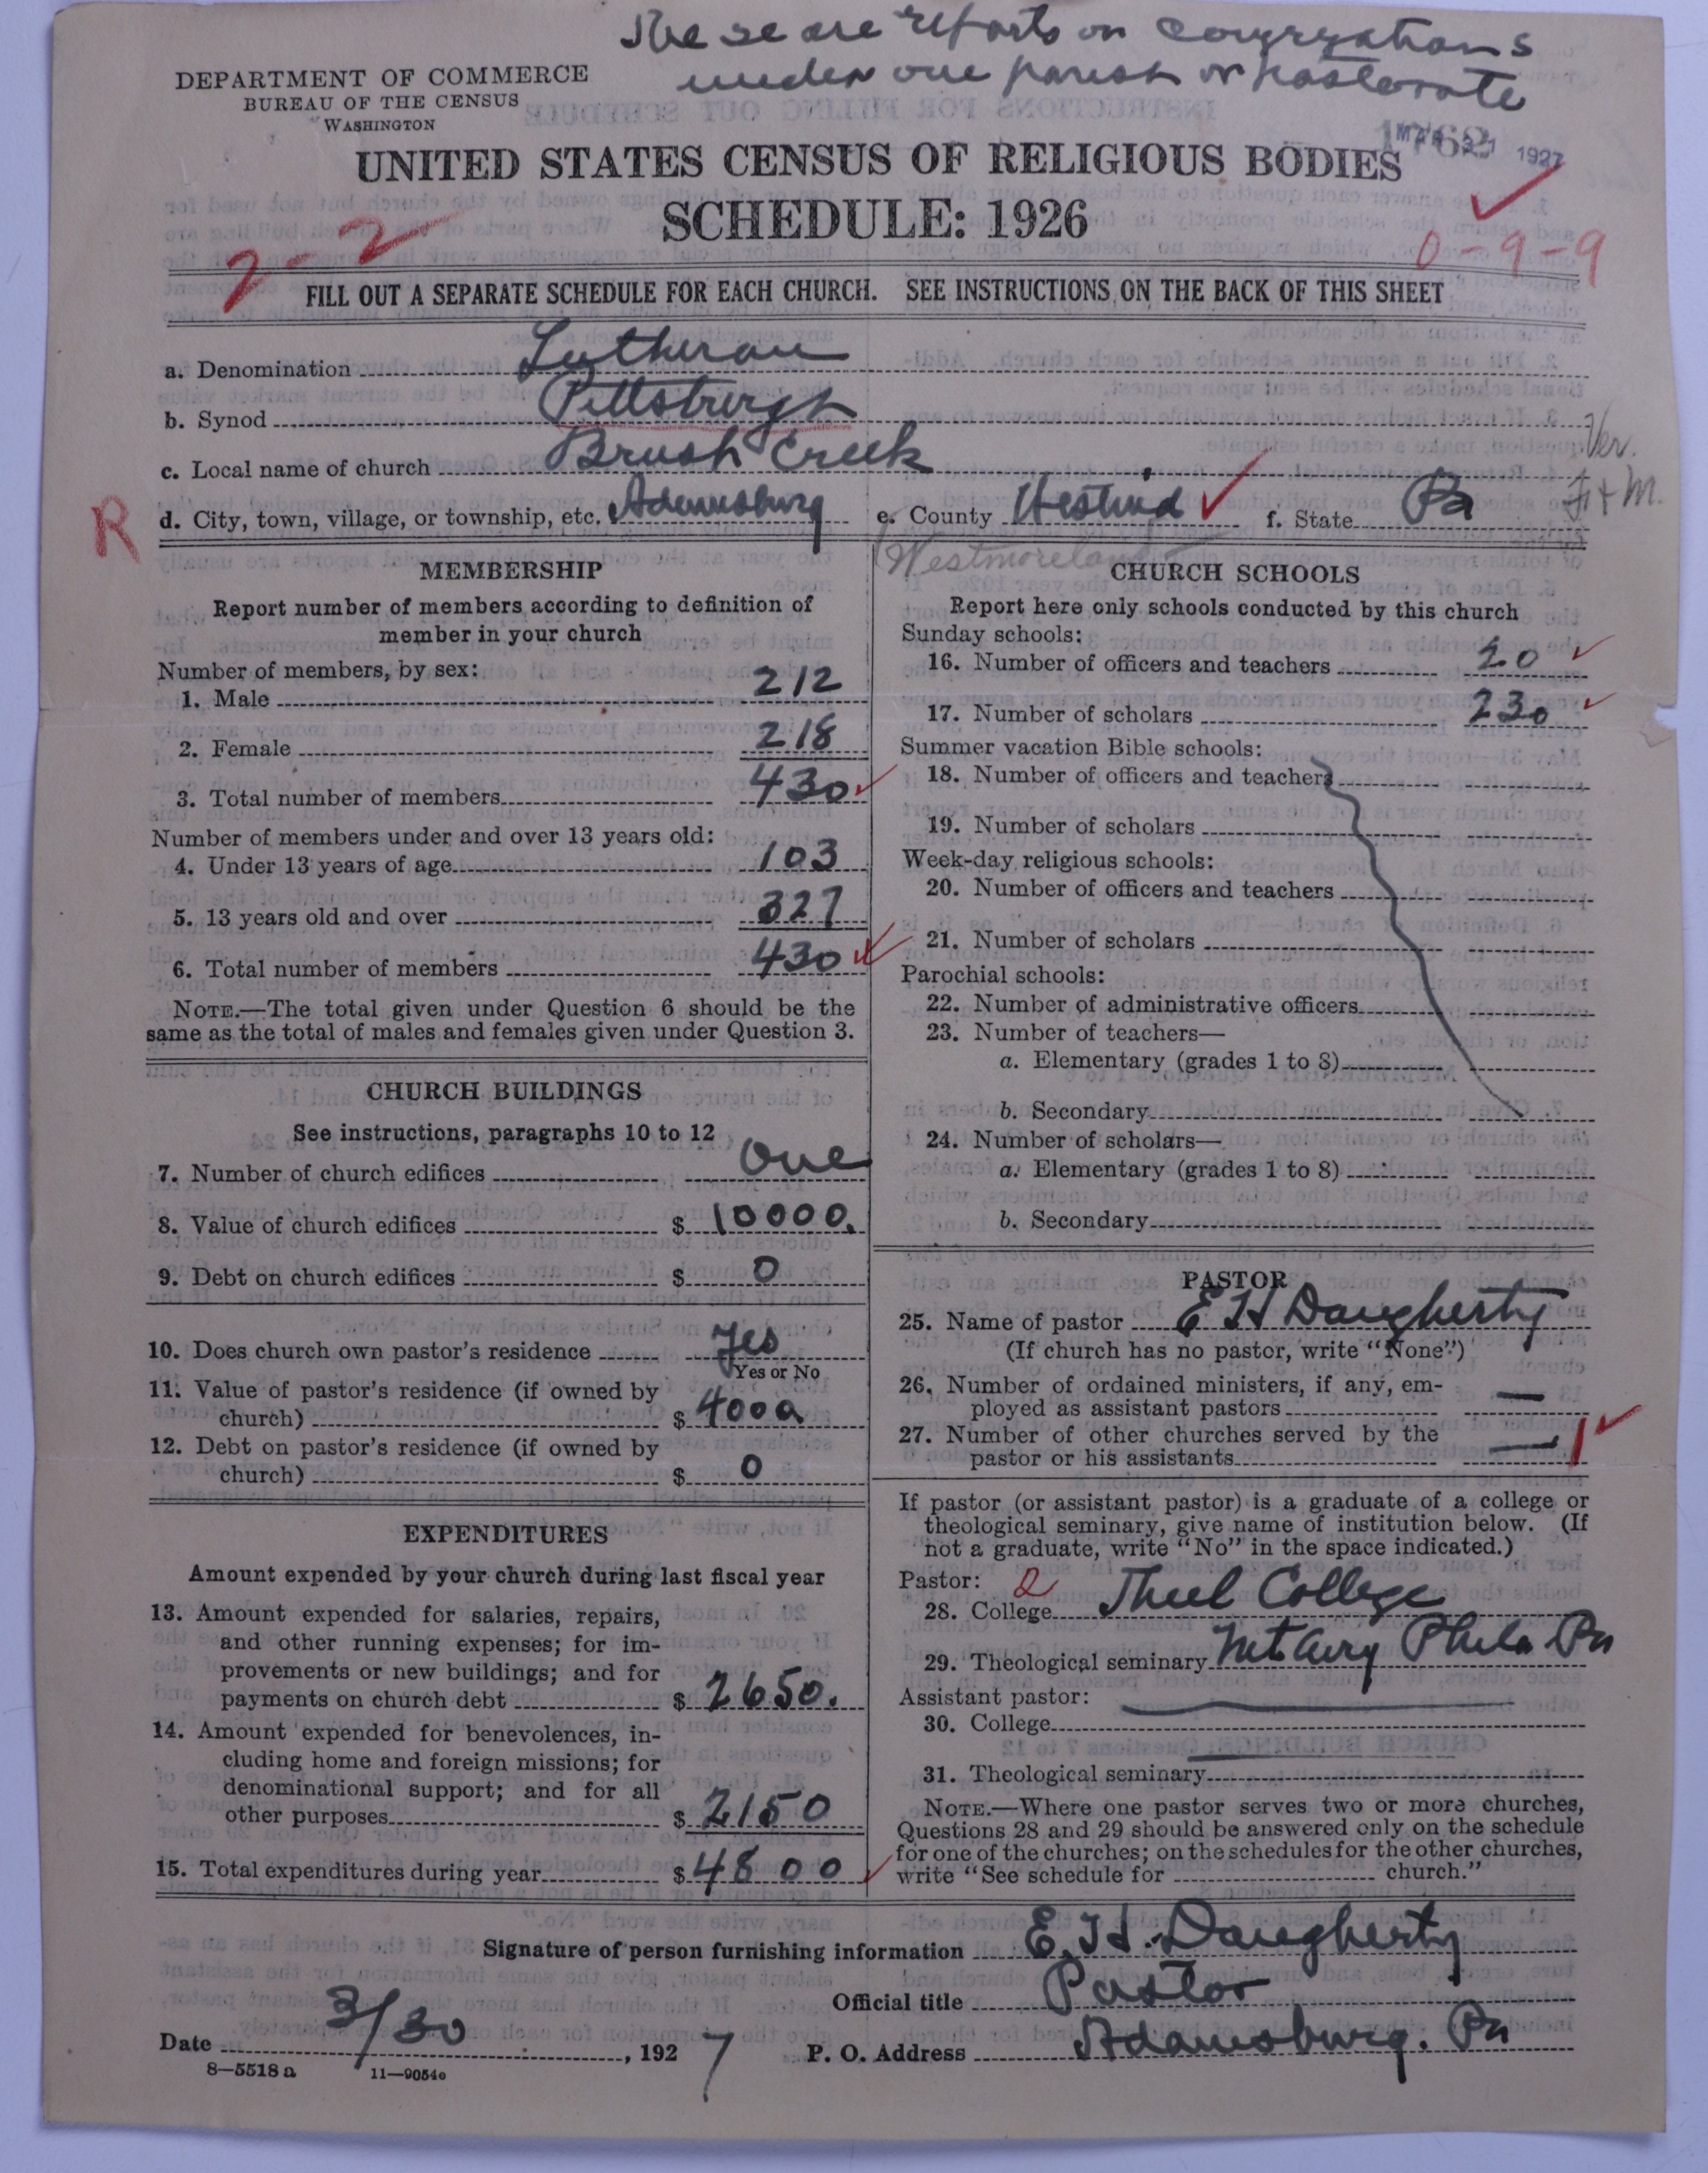 These are reports on congregations
under one parish or pastorate
DEPARTMENT OF COMMERCE
BUREAU OF THE CENSUS
WASHINGTON
1927
UNITED STATES CENSUS OF RELIGIOUS BODIES
SCHEDULE: 1926
2-2
0-9-9
FILL OUT A SEPARATE SCHEDULE FOR EACH CHURCH. SEE INSTRUCTIONS ON THE BACK OF THIS SHEET
a. Denomination Lutheran
b. Synod Pittsburgh
c. Local name of church Brush Creek
Ver.
R
d. City, town, village, or township, etc. Adamsburg e. County Westm'd f. State Pa
F + M.
Westmoreland
MEMBERSHIP
Report number of members according to definition of
member in your church
Number of members, by sex:
1. Male 212
2. Female 218
3. Total number of members 430
Number of members under and over 13 years old:
4. Under 13 years of age 103
5. 13 years old and over 327
6. Total number of members 430
NOTE.—The total given under Question 6 should be the
same as the total of males and females given under Question 3.
CHURCH BUILDINGS
See instructions, paragraphs 10 to 12
7. Number of church edifices One
8. Value of church edifices $ 10000.
9. Debt on church edifices $ 0
10. Does church own pastor's residence Yes
Yes or No
11. Value of pastor's residence (if owned by
church) $ 4000
12. Debt on pastor's residence (if owned by
church) $ 0
EXPENDITURES
Amount expended by your church during last fiscal year
13. Amount expended for salaries, repairs,
and other running expenses; for im-
provements or new buildings; and for
payments on church debt $ 2650.
14. Amount expended for benevolences, in-
cluding home and foreign missions; for
denominational support; and for all
other purposes $ 2150
15. Total expenditures during year $ 4800
CHURCH SCHOOLS
Report here only schools conducted by this church
Sunday schools:
16. Number of officers and teachers 20
17. Number of scholars 230
Summer vacation Bible schools:
18. Number of officers and teachers
19. Number of scholars
Week-day religious schools:
20. Number of officers and teachers
21. Number of scholars
Parochial schools:
22. Number of administrative officers
23. Number of teachers—
a. Elementary (grades 1 to 8)
b. Secondary
24. Number of scholars—
a. Elementary (grades 1 to 8)
b. Secondary
PASTOR
25. Name of pastor E H Daugherty
(If church has no pastor, write "None")
26. Number of ordained ministers, if any, em-
ployed as assistant pastors —
27. Number of other churches served by the
pastor or his assistants — 1
If pastor (or assistant pastor) is a graduate of a college or
theological seminary, give name of institution below. (If
not a graduate, write "No" in the space indicated.)
Pastor: 2
28. College Thiel College
29. Theological seminary Mt Airy Phila Pa
Assistant pastor:
30. College
31. Theological seminary
NOTE.—Where one pastor serves two or more churches,
Questions 28 and 29 should be answered only on the schedule
for one of the churches; on the schedules for the other churches,
write "See schedule for church."
Signature of person furnishing information E. H. Daugherty
Official title Pastor
Date 3/30, 1927 P. O. Address Adamsburg. Pa
8—5518 a 11—9054